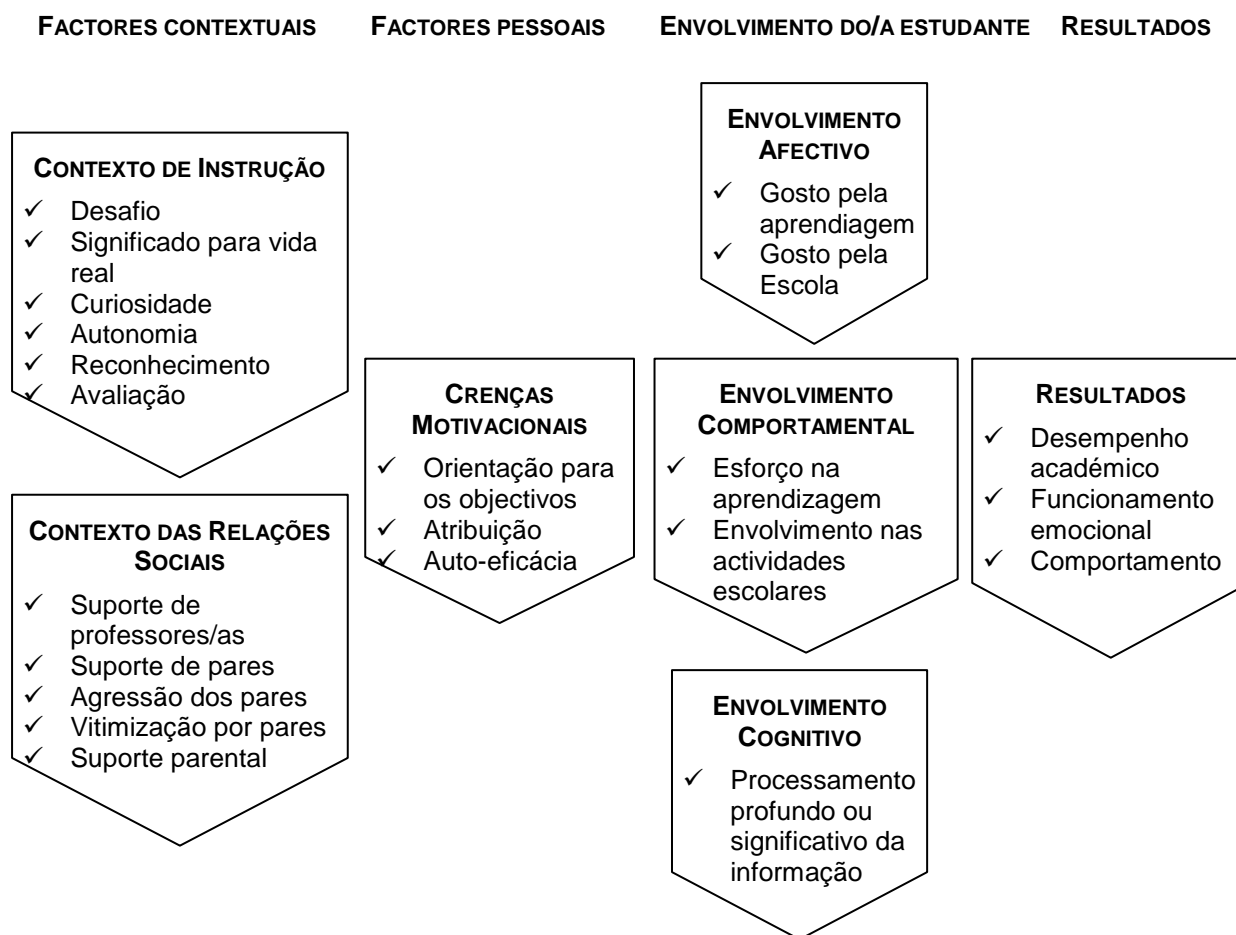 FACTORES CONTEXTUAIS
FACTORES PESSOAIS
ENVOLVIMENTO DO/A ESTUDANTE
RESULTADOS
CONTEXTO DE INSTRUÇÃO
✓ Desafio
✓ Significado para vida
real
✓ Curiosidade
✓ Autonomia
✓ Reconhecimento
✓ Avaliação
CONTEXTO DAS RELAÇÕES
SOCIAIS
✓ Suporte de
professores/as
✓ Suporte de pares
✓ Agressão dos pares
✓ Vitimização por pares
✓ Suporte parental
CRENÇAS
MOTIVACIONAIS
✓ Orientação para
os objectivos
✓ Atribuição
✓ Auto-eficácia
ENVOLVIMENTO
AFECTIVO
✓ Gosto pela
aprendiagem
✓ Gosto pela
Escola
ENVOLVIMENTO
COMPORTAMENTAL
✓ Esforço na
aprendizagem
✓ Envolvimento nas
actividades
escolares
ENVOLVIMENTO
COGNITIVO
✓ Processamento
profundo ou
significativo da
informação
RESULTADOS
✓ Desempenho
académico
✓ Funcionamento
emocional
✓ Comportamento